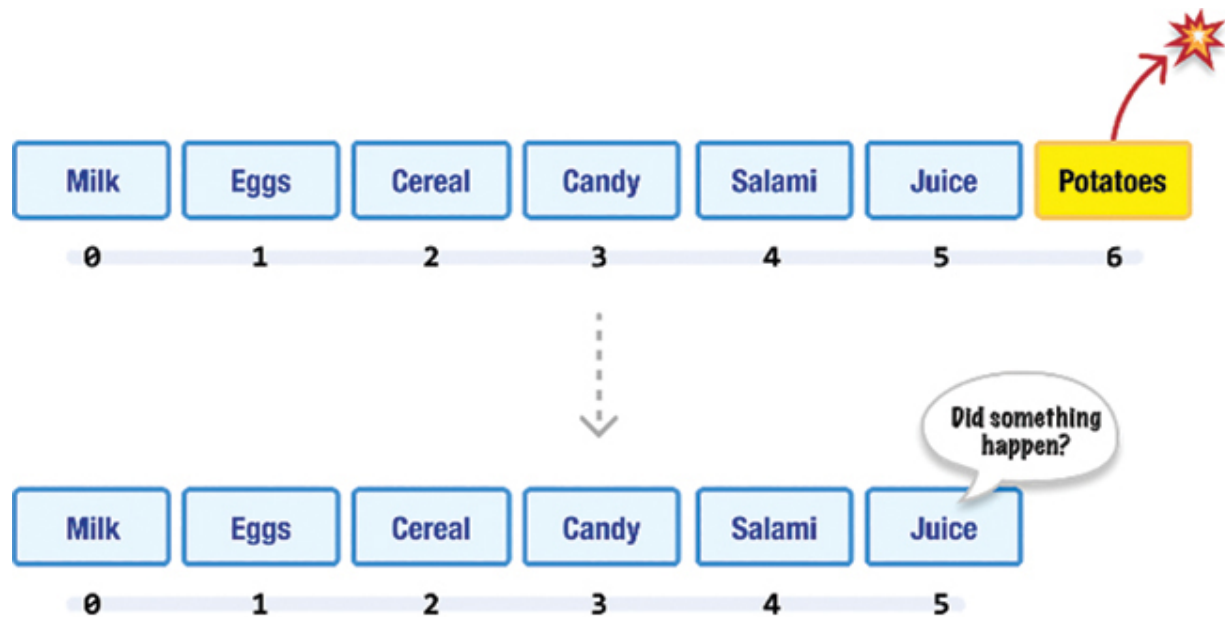 Milk Eggs Cereal Candy Salami Juice Potatoes
0 1 2 3 4 5 6
Did something
happen?
Milk Eggs Cereal Candy Salami Juice
0 1 2 3 4 5